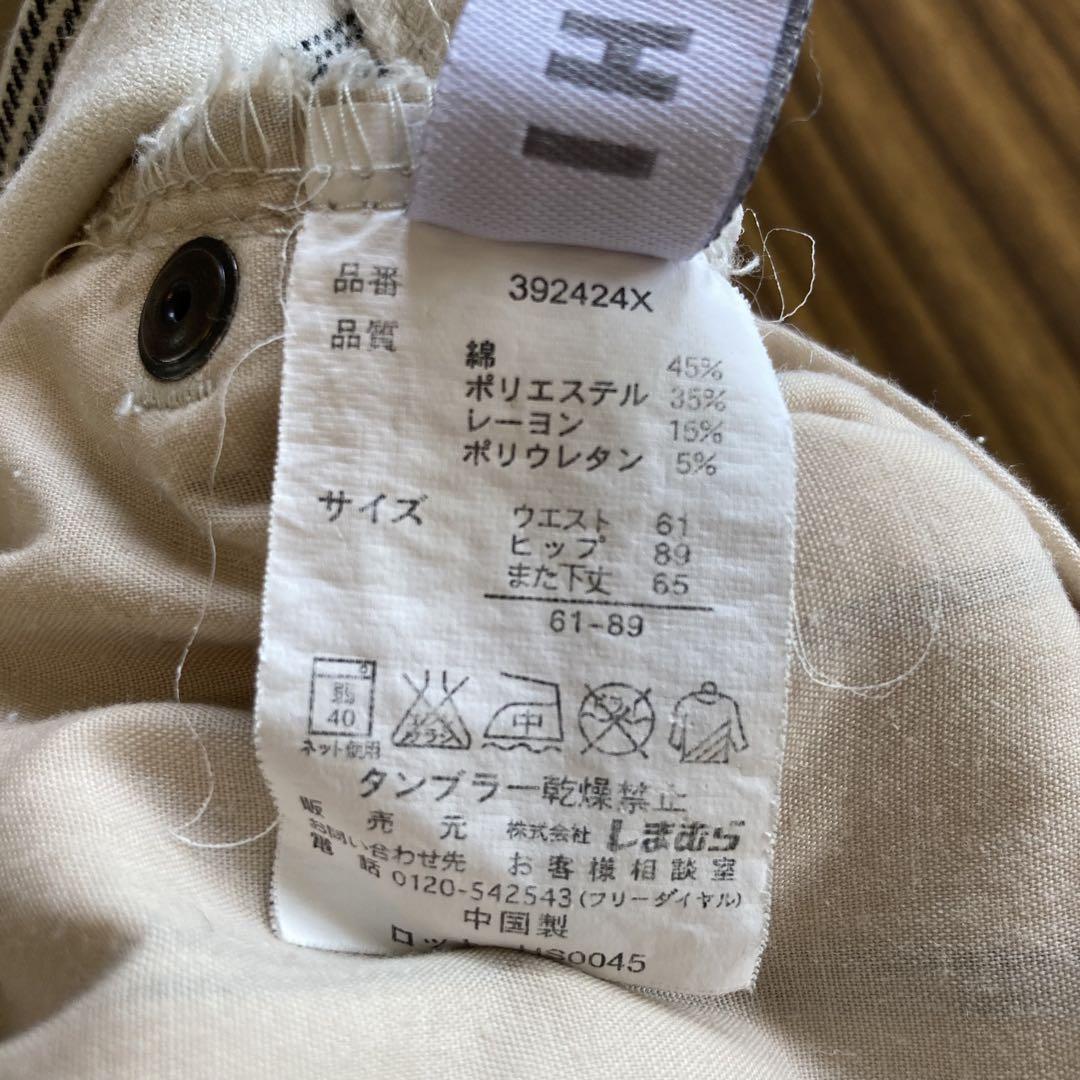 IH
品番 392424X
品質
綿 45%
ポリエステル 35%
レーヨン 15%
ポリウレタン 5%
サイズ
ウエスト 61
ヒップ 89
また下丈 65
61-89
弱
40
中
ネット使用
タンブラー乾燥禁止
販売元 株式会社 しまむら
お問い合わせ先 お客様相談室
電話 0120-542543(フリーダイヤル)
中国製